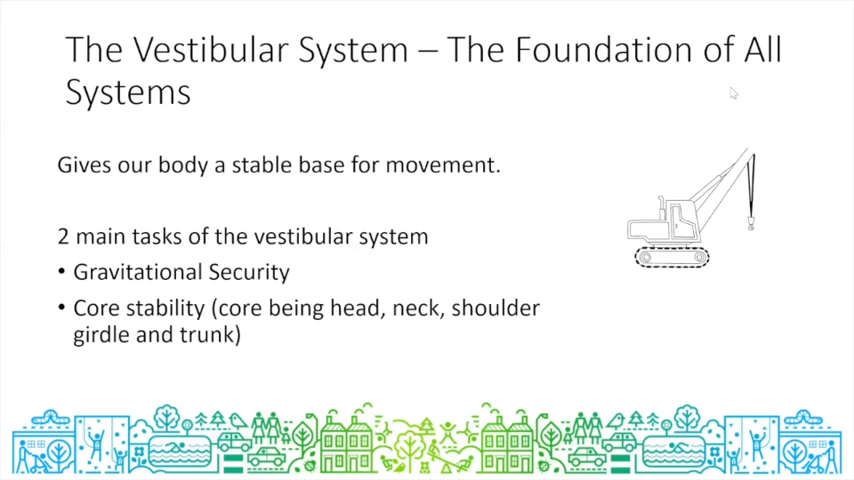 The Vestibular System – The Foundation of All
Systems
Gives our body a stable base for movement.
2 main tasks of the vestibular system
• Gravitational Security
• Core stability (core being head, neck, shoulder
girdle and trunk)